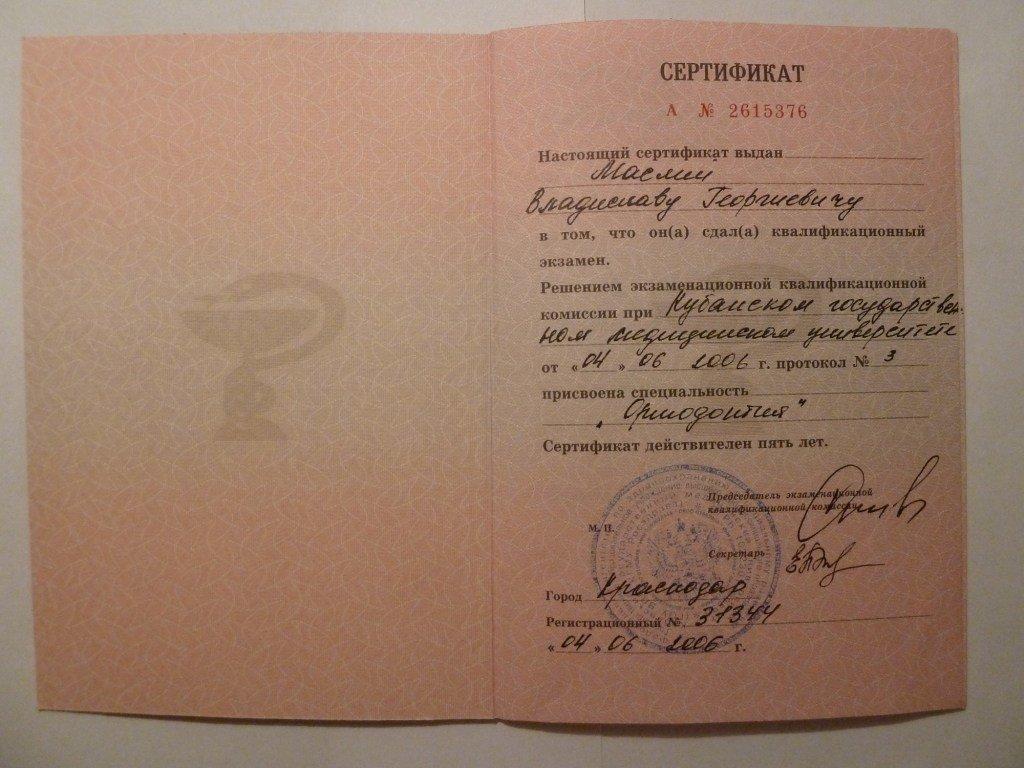 СЕРТИФИКАТ
А № 2615376
Настоящий сертификат выдан
Масмии
Владиславу Георгиевичу
в том, что он(а) сдал(а) квалификационный
экзамен.
Решением экзаменационной квалификационной
комиссии при Кубанском государствен-
ном медицинском университете
от «04» 06 2006 г. протокол № 3
присвоена специальность
"Ортодонтия"
Сертификат действителен пять лет.
Председатель экзаменационной
квалификационной комиссии
М. П.
Секретарь
Город Краснодар
Регистрационный № 31344
«04» 06 2006 г.